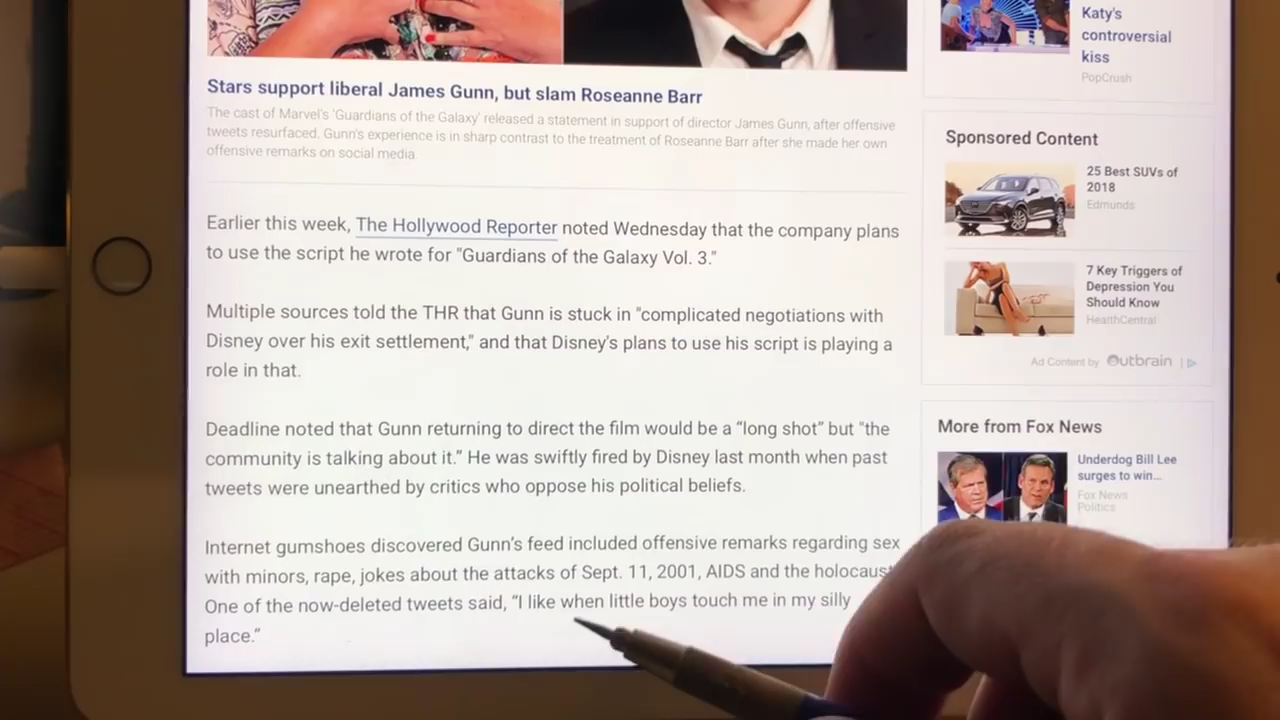 Stars support liberal James Gunn, but slam Roseanne Barr
The cast of Marvel's 'Guardians of the Galaxy' released a statement in support of director James Gunn, after offensive
tweets resurfaced. Gunn's experience is in sharp contrast to the treatment of Roseanne Barr after she made her own
offensive remarks on social media.
Earlier this week, The Hollywood Reporter noted Wednesday that the company plans
to use the script he wrote for "Guardians of the Galaxy Vol. 3."
Multiple sources told the THR that Gunn is stuck in "complicated negotiations with
Disney over his exit settlement," and that Disney's plans to use his script is playing a
role in that.
Deadline noted that Gunn returning to direct the film would be a “long shot” but "the
community is talking about it.” He was swiftly fired by Disney last month when past
tweets were unearthed by critics who oppose his political beliefs.
Internet gumshoes discovered Gunn’s feed included offensive remarks regarding sex
with minors, rape, jokes about the attacks of Sept. 11, 2001, AIDS and the holocaust
One of the now-deleted tweets said, “I like when little boys touch me in my silly
place.”
Katy's
controversial
kiss
PopCrush
Sponsored Content
25 Best SUVs of
2018
Edmunds
7 Key Triggers of
Depression You
Should Know
HealthCentral
Ad Content by Outbrain
More from Fox News
Underdog Bill Lee
surges to win...
Fox News
Politics